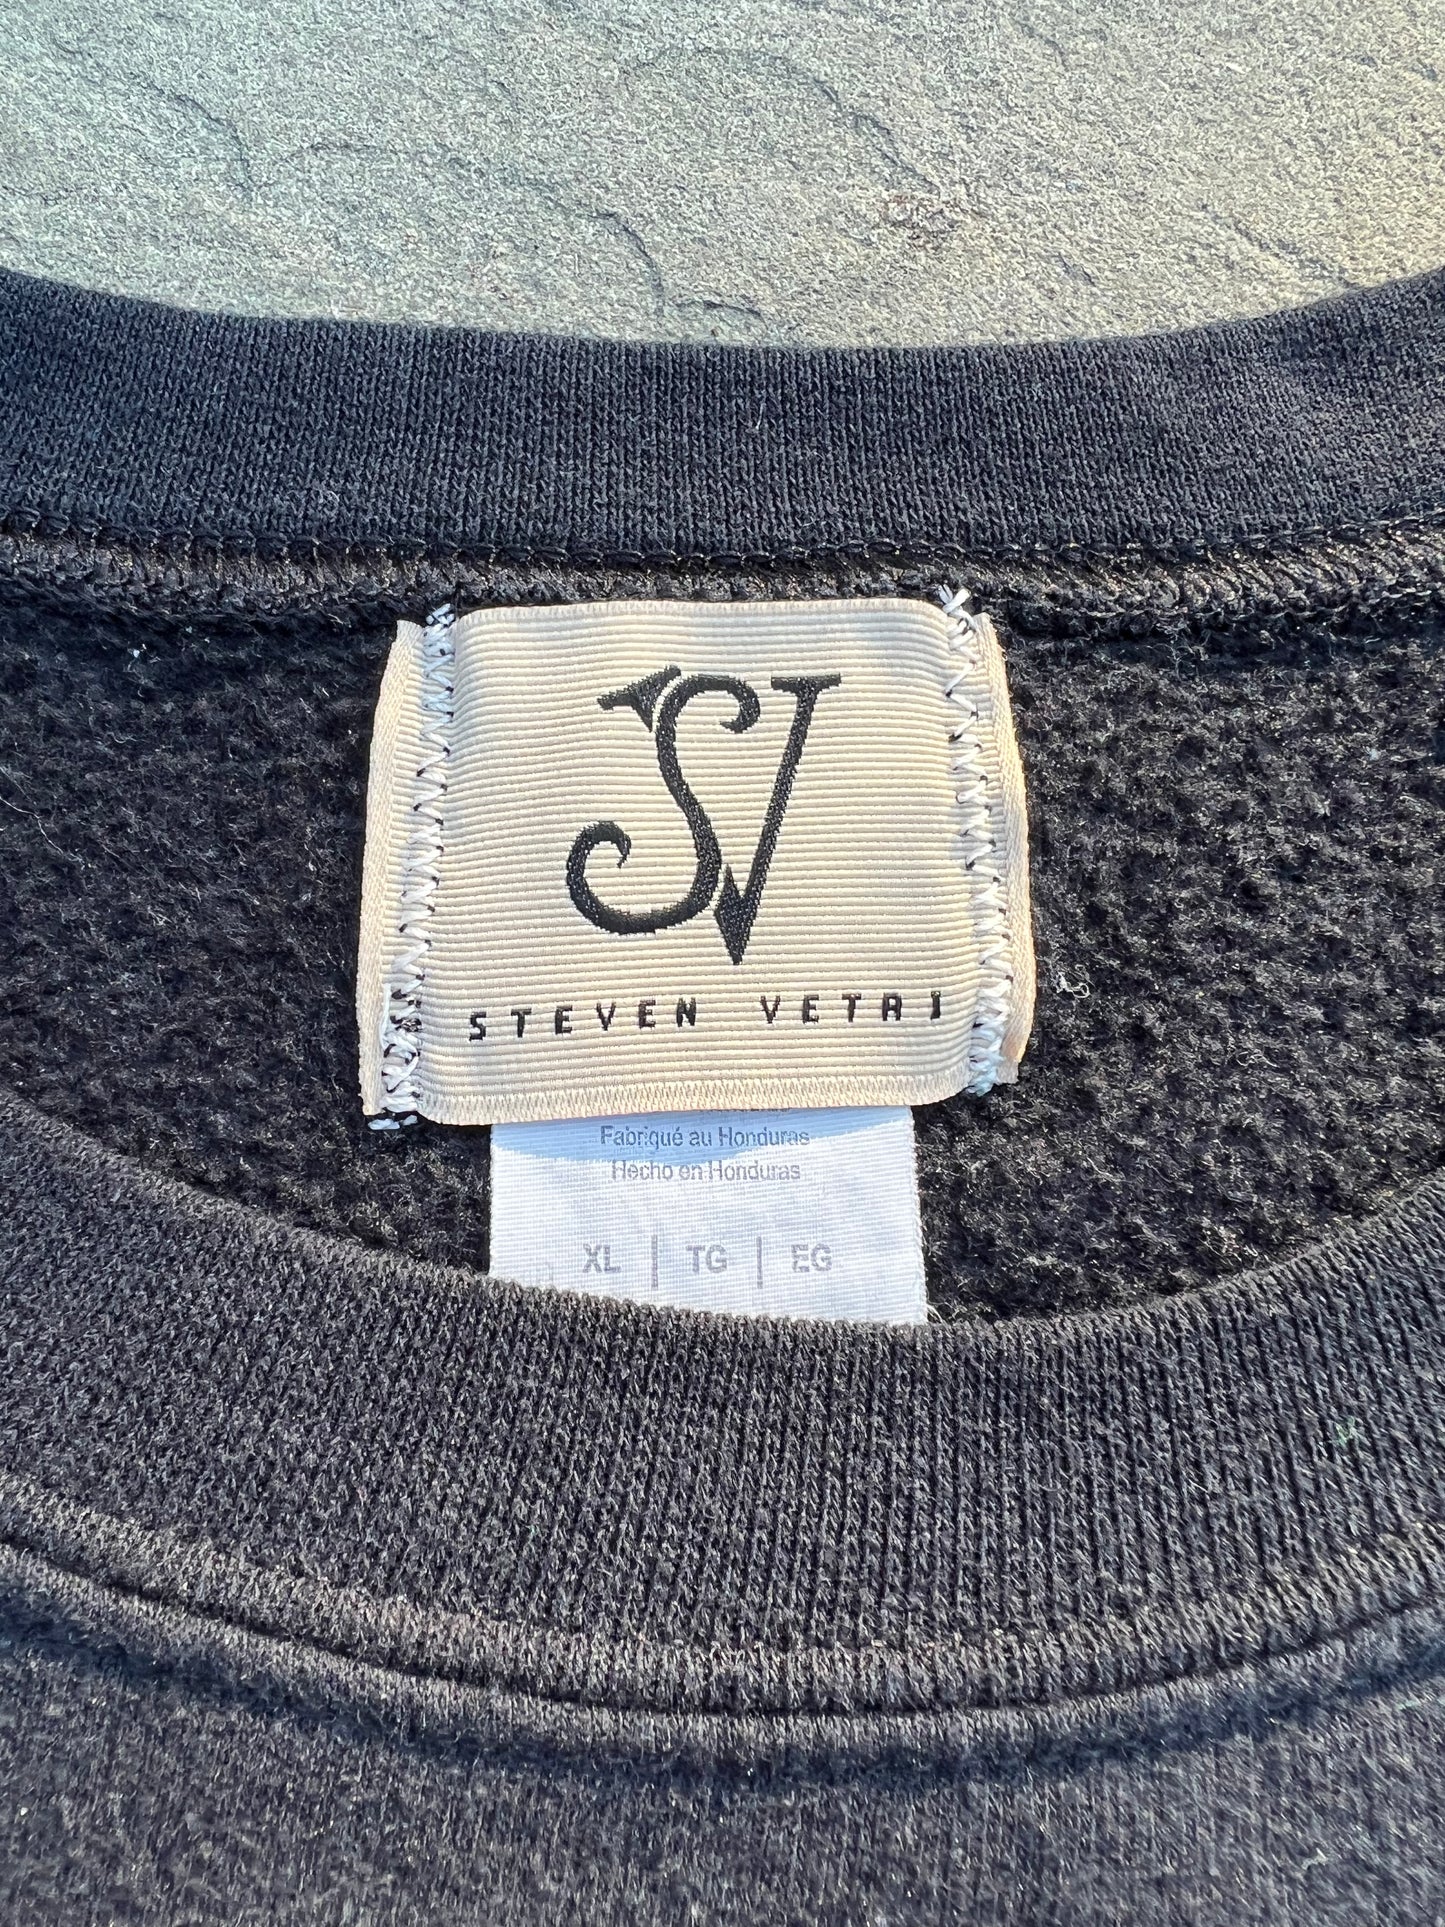 SV
STEVEN VETRI
Fabriqué au Honduras
Hecho en Honduras
XL | TG | EG